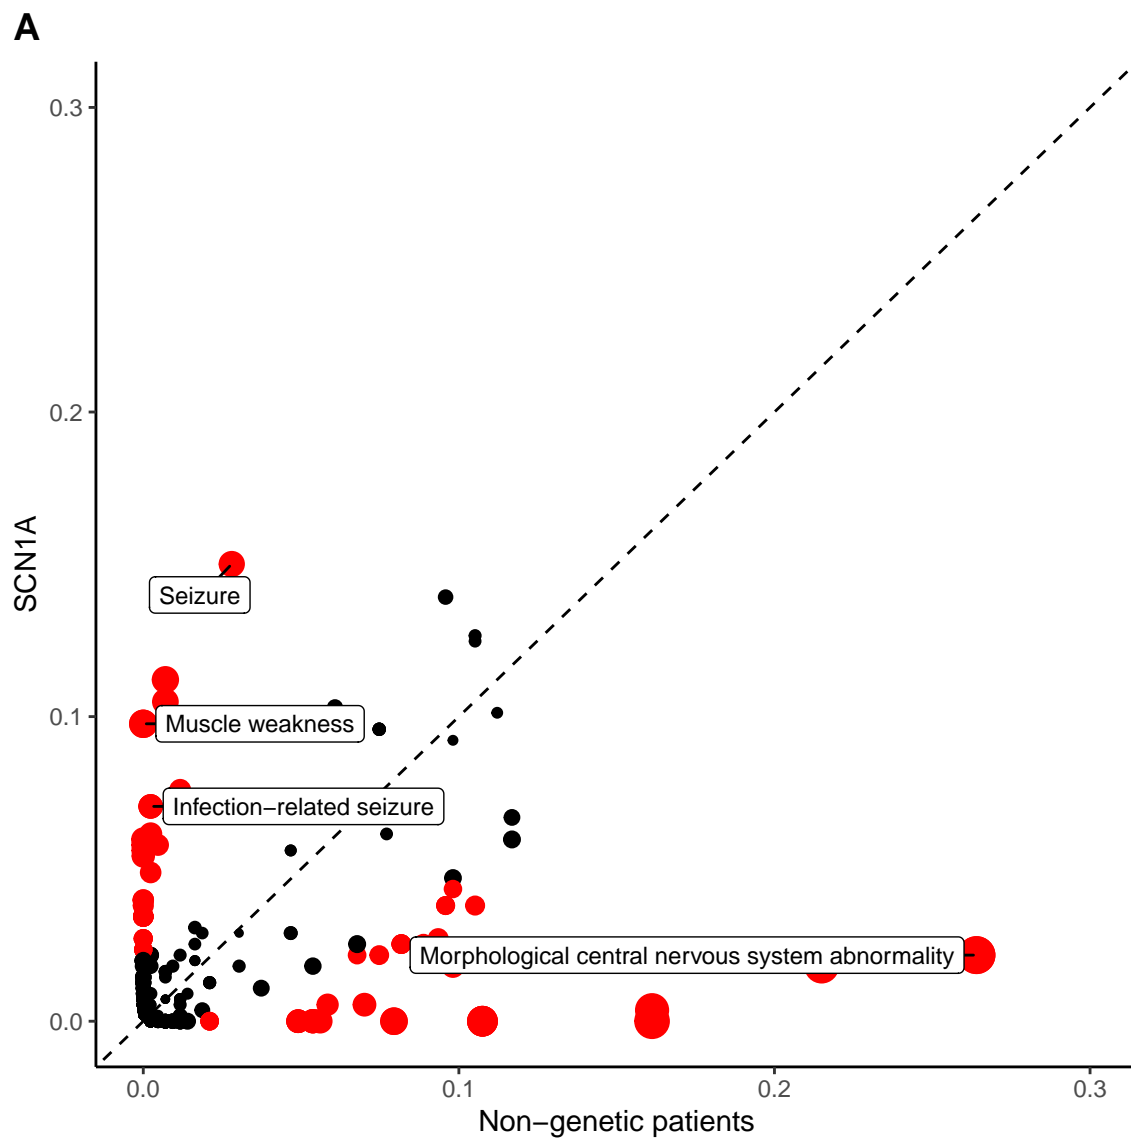 A
0.3
0.2
SCN1A
Seizure
0.1
Muscle weakness
Infection−related seizure
Morphological central nervous system abnormality
0.0
0.0 0.1 0.2 0.3
Non−genetic patients